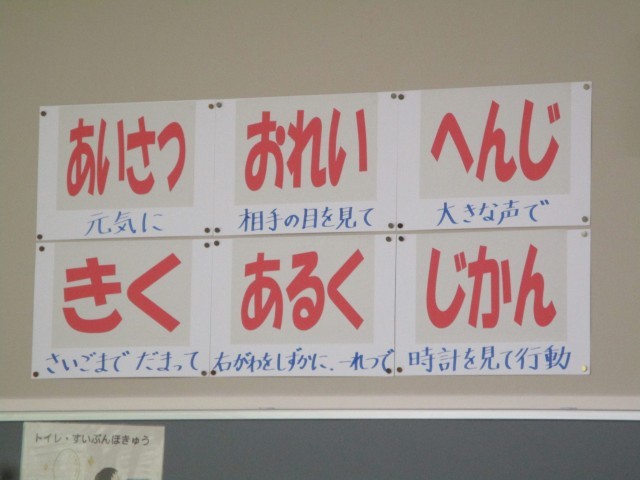 あいさつ
元気に
おれい
相手の目を見て
へんじ
大きな声で
きく
さいごまで だまって
あるく
右がわをしずかに、一れつで
じかん
時計を見て行動
トイレ・すいぶんほきゅう